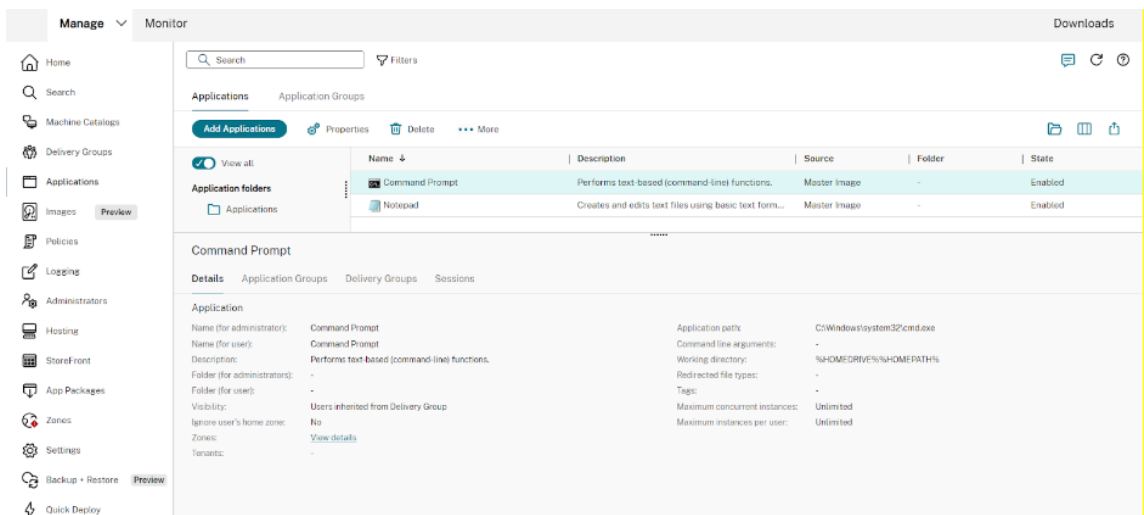 Manage Monitor Downloads
Home
Search
Machine Catalogs
Delivery Groups
Applications
Images Preview
Policies
Logging
Administrators
Hosting
StoreFront
App Packages
Zones
Settings
Backup + Restore Preview
Quick Deploy
Search Filters
Applications Application Groups
Add Applications Properties Delete More
View all
Application folders
Applications
Name Description Source Folder State
Command Prompt Performs text-based (command-line) functions. Master Image - Enabled
Notepad Creates and edits text files using basic text form... Master Image - Enabled
Command Prompt
Details Application Groups Delivery Groups Sessions
Application
Name (for administrator): Command Prompt
Name (for user): Command Prompt
Description: Performs text-based (command-line) functions.
Folder (for administrators): -
Folder (for user): -
Visibility: Users inherited from Delivery Group
Ignore user's home zone: No
Zones: View details
Tenants: -
Application path: C:\Windows\system32\cmd.exe
Command line arguments: -
Working directory: %HOMEDRIVE%%HOMEPATH%
Redirected file types: -
Tags: -
Maximum concurrent instances: Unlimited
Maximum instances per user: Unlimited